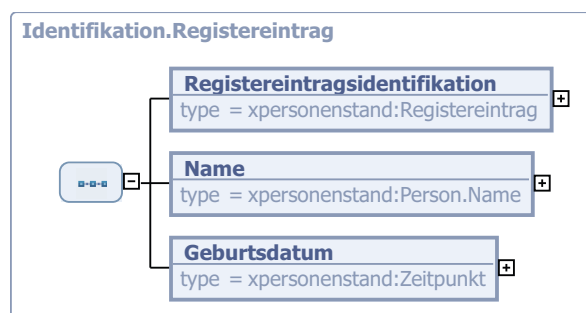 Identifikation.Registereintrag
Registereintragsidentifikation
type = xpersonenstand:Registereintrag
Name
type = xpersonenstand:Person.Name
Geburtsdatum
type = xpersonenstand:Zeitpunkt